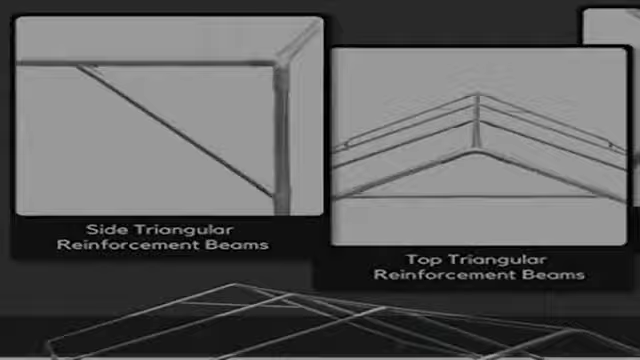 Side Triangular
Reinforcement Beams
Top Triangular
Reinforcement Beams